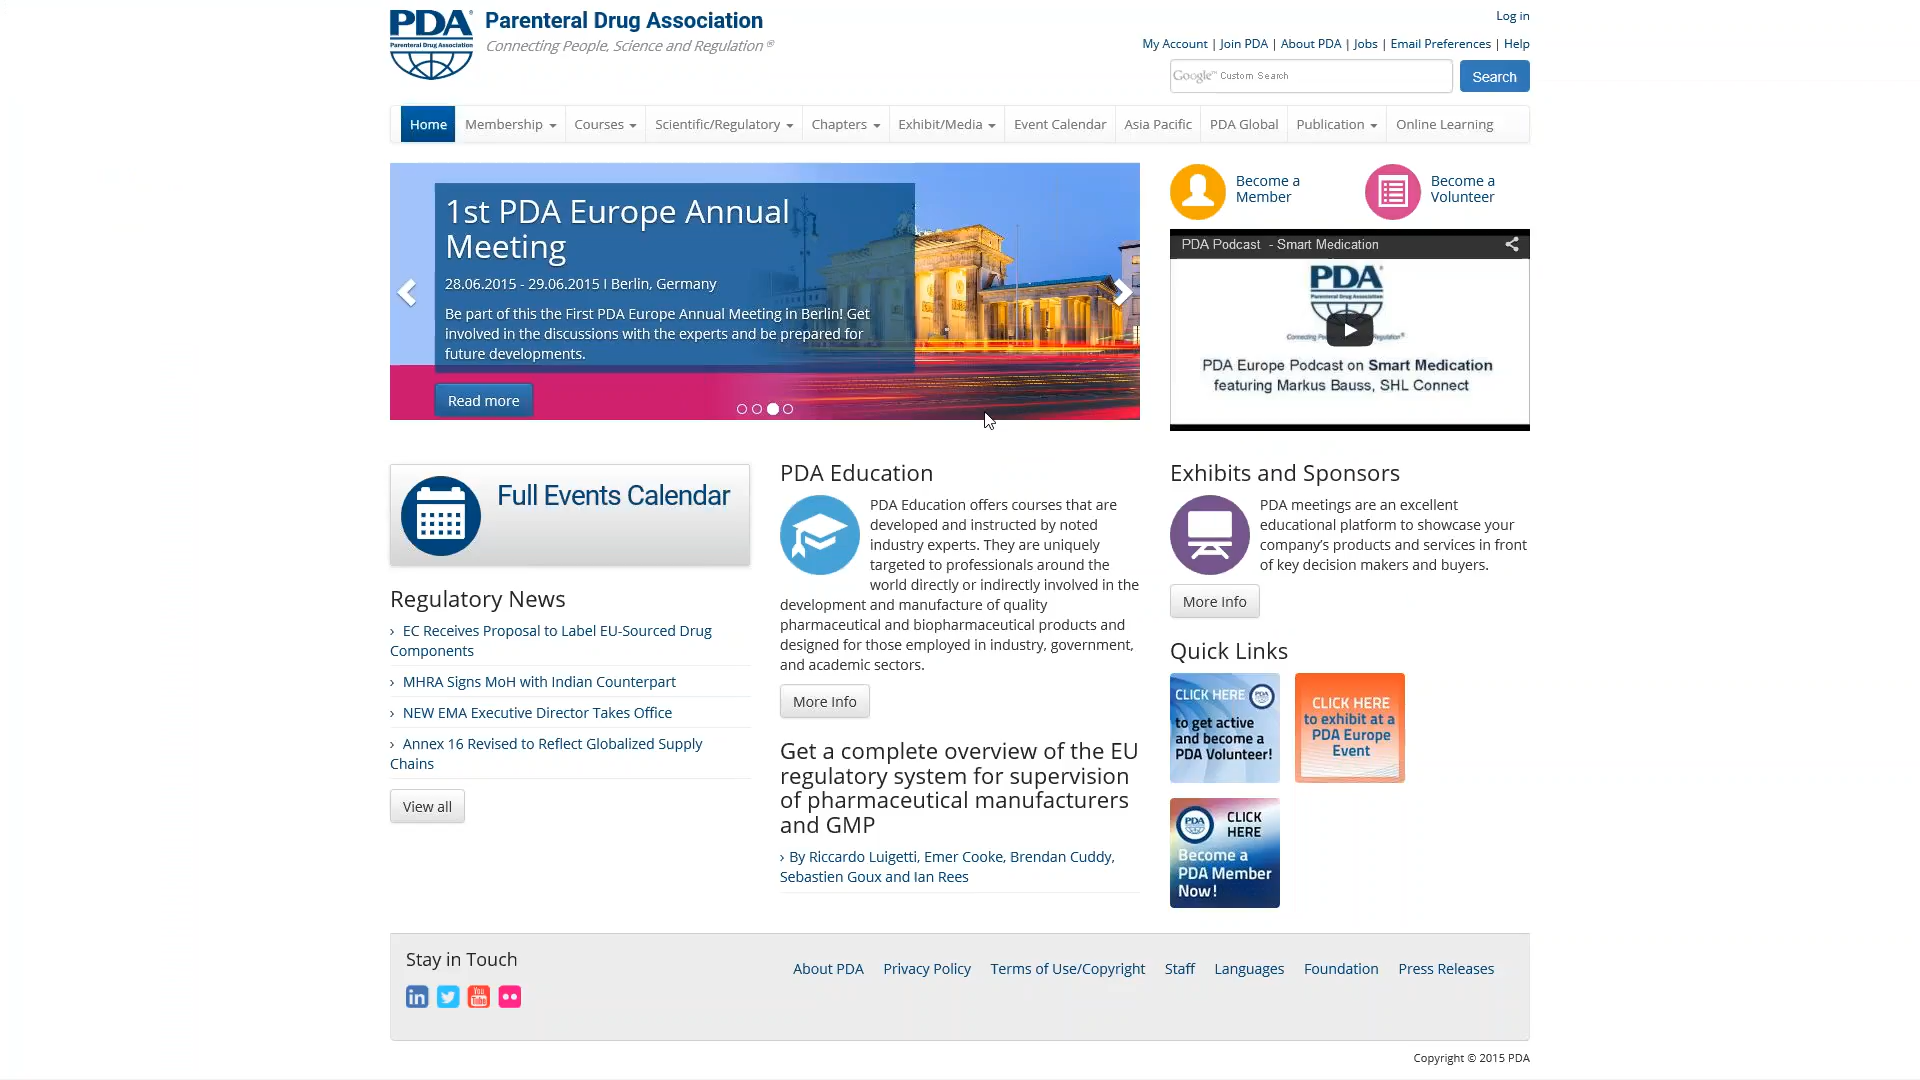 PDA
Parenteral Drug Association
Parenteral Drug Association
Connecting People, Science and Regulation ®
Log in
My Account | Join PDA | About PDA | Jobs | Email Preferences | Help
Google™ Custom Search
Search
Home
Membership
Courses
Scientific/Regulatory
Chapters
Exhibit/Media
Event Calendar
Asia Pacific
PDA Global
Publication
Online Learning
1st PDA Europe Annual
Meeting
28.06.2015 - 29.06.2015 I Berlin, Germany
Be part of this the First PDA Europe Annual Meeting in Berlin! Get
involved in the discussions with the experts and be prepared for
future developments.
Read more
Become a
Member
Become a
Volunteer
PDA Podcast - Smart Medication
PDA
Parenteral Drug Association
PDA Europe Podcast on Smart Medication
featuring Markus Bauss, SHL Connect
Full Events Calendar
Regulatory News
› EC Receives Proposal to Label EU-Sourced Drug
Components
› MHRA Signs MoH with Indian Counterpart
› NEW EMA Executive Director Takes Office
› Annex 16 Revised to Reflect Globalized Supply
Chains
View all
PDA Education
PDA Education offers courses that are
developed and instructed by noted
industry experts. They are uniquely
targeted to professionals around the
world directly or indirectly involved in the
development and manufacture of quality
pharmaceutical and biopharmaceutical products and
designed for those employed in industry, government,
and academic sectors.
More Info
Get a complete overview of the EU
regulatory system for supervision
of pharmaceutical manufacturers
and GMP
› By Riccardo Luigetti, Emer Cooke, Brendan Cuddy,
Sebastien Goux and Ian Rees
Exhibits and Sponsors
PDA meetings are an excellent
educational platform to showcase your
company's products and services in front
of key decision makers and buyers.
More Info
Quick Links
CLICK HERE
to get active
and become a
PDA Volunteer!
CLICK HERE
to exhibit at a
PDA Europe
Event
PDA
CLICK
HERE
Become a
PDA Member
Now!
Stay in Touch
in
You
Tube
About PDA
Privacy Policy
Terms of Use/Copyright
Staff
Languages
Foundation
Press Releases
Copyright © 2015 PDA